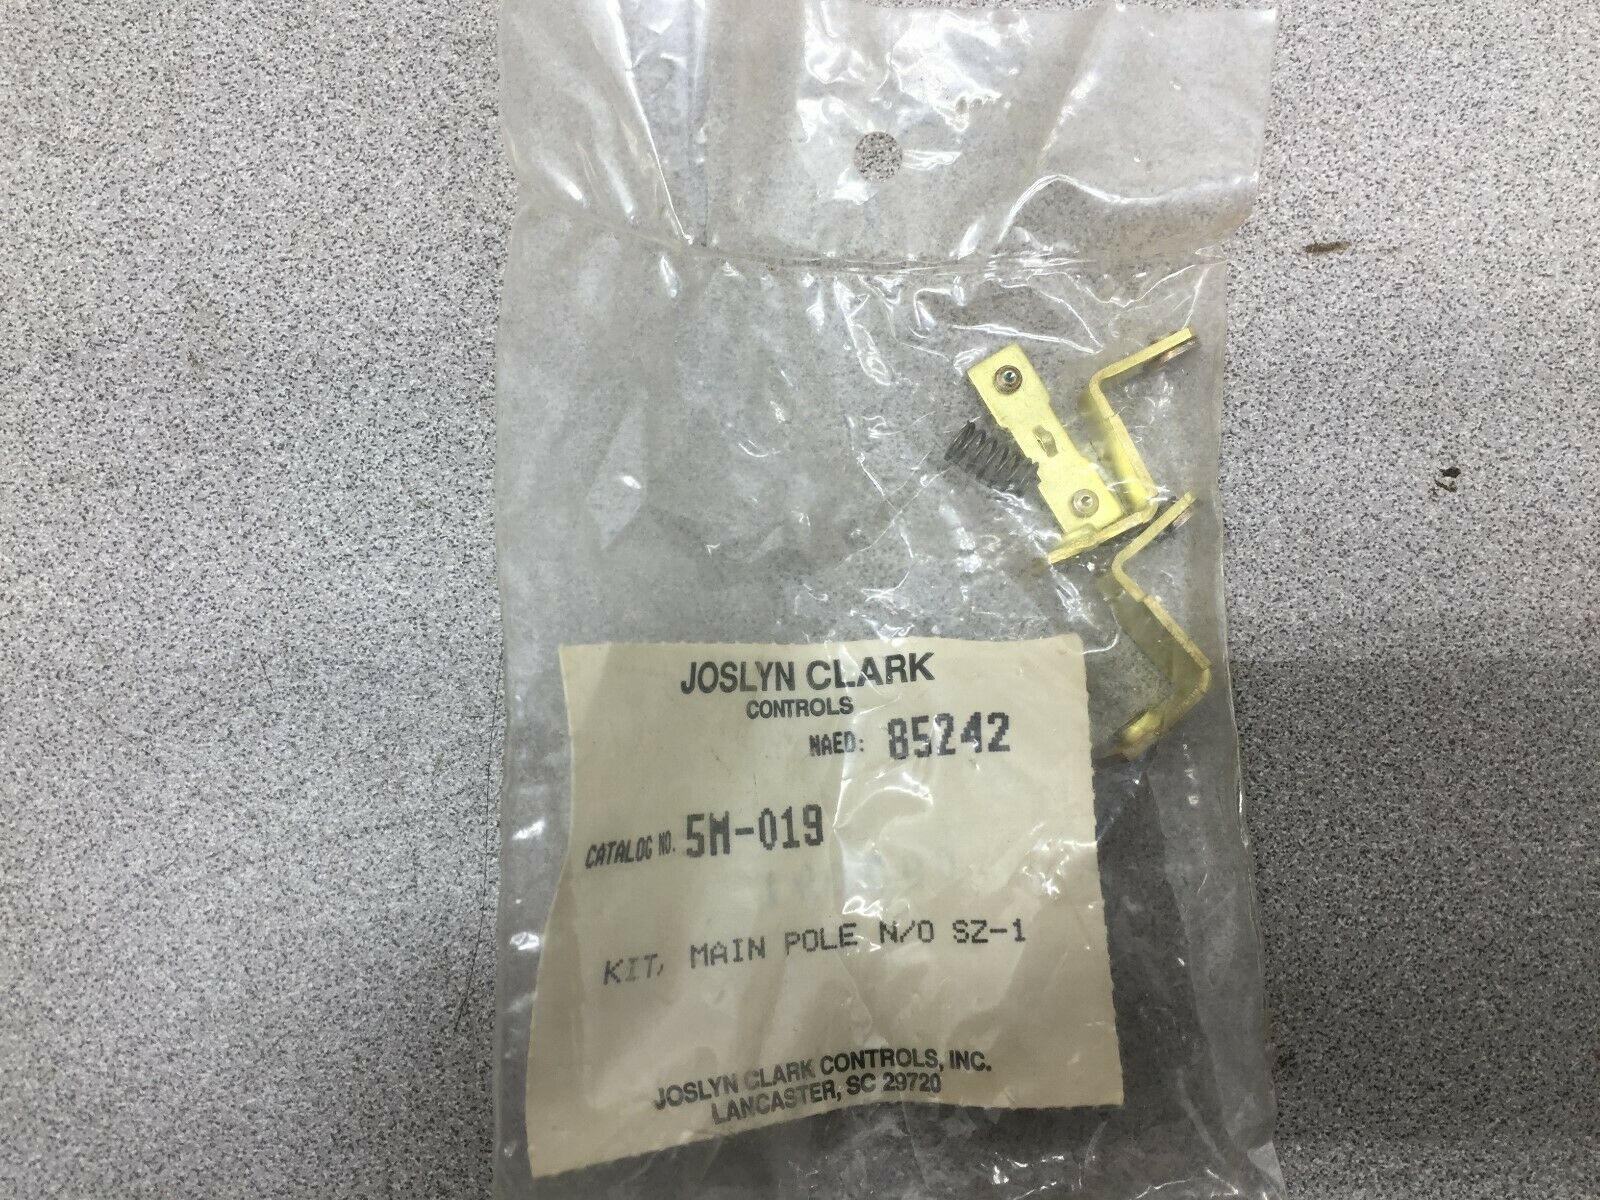 JOSLYN CLARK
CONTROLS
NAED: 85242
CATALOG NO. 5M-019
KIT, MAIN POLE N/O SZ-1
JOSLYN CLARK CONTROLS, INC.
LANCASTER, SC 29720